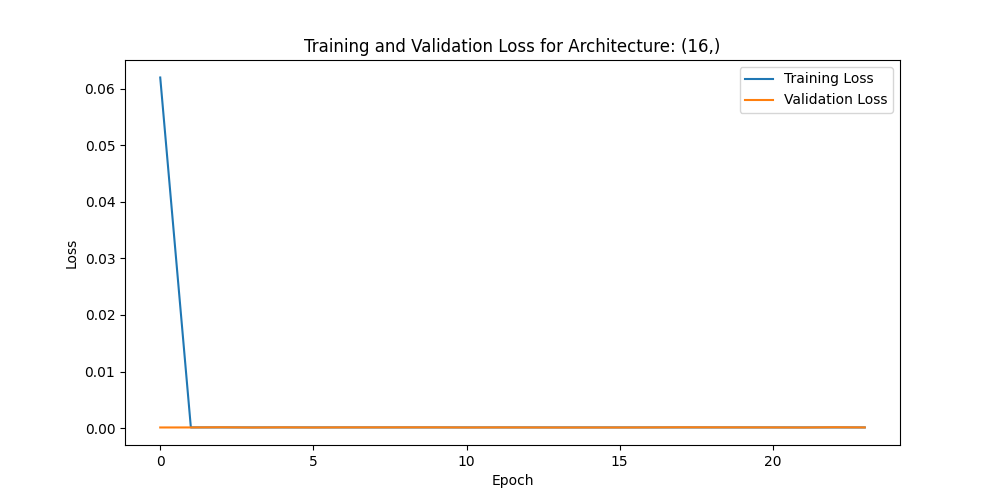 Training and Validation Loss for Architecture: (16,)
Training Loss
Validation Loss
0.06
0.05
0.04
0.03
0.02
0.01
0.00
Loss
0 5 10 15 20
Epoch